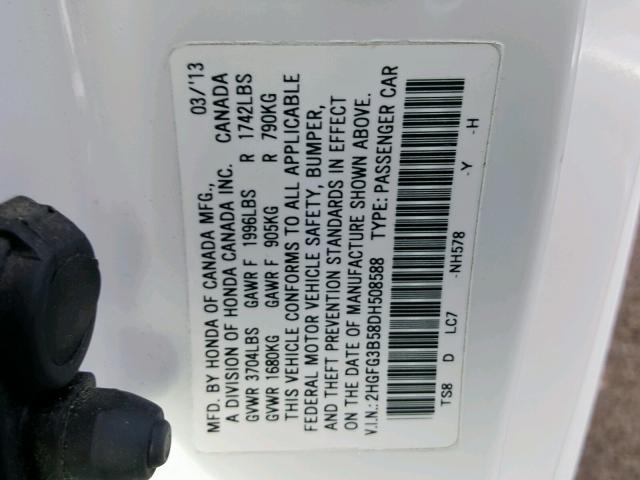 MFD. BY HONDA OF CANADA MFG., 03/'13
A DIVISION OF HONDA CANADA INC. CANADA
GVWR 3704LBS GAWR F 1996LBS R 1742LBS
GVWR 1680KG GAWR F 905KG R 790KG
THIS VEHICLE CONFORMS TO ALL APPLICABLE
FEDERAL MOTOR VEHICLE SAFETY, BUMPER,
AND THEFT PREVENTION STANDARDS IN EFFECT
ON THE DATE OF MANUFACTURE SHOWN ABOVE.
V.I.N.: 2HGFG3B58DH508588 TYPE: PASSENGER CAR
TS8 D LC7 -NH578 -Y -H